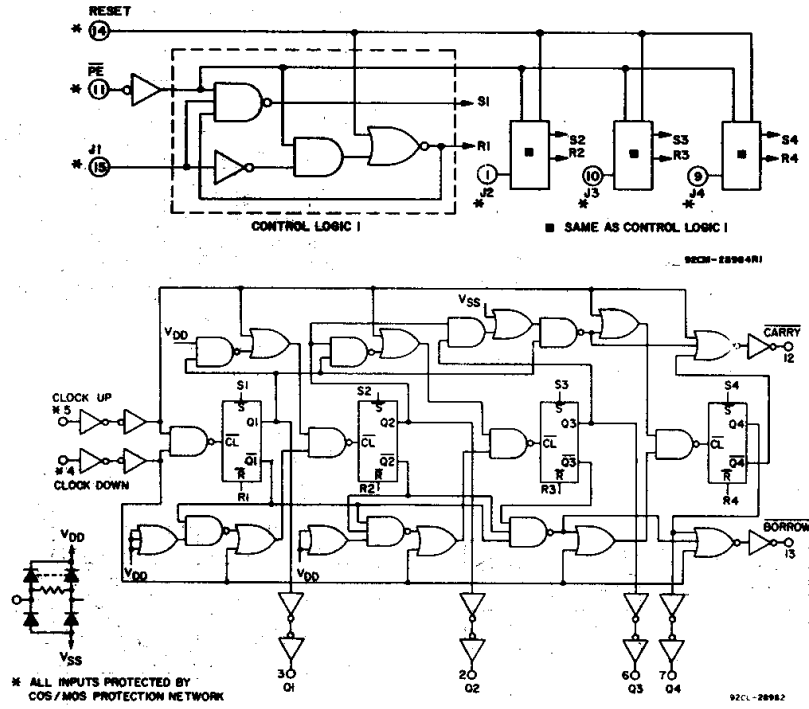 RESET
* 14
PE
* 11
S1
J1
* 15
R1
CONTROL LOGIC 1
S2
R2
1
J2
*
S3
R3
10
J3
*
S4
R4
9
J4
*
■ SAME AS CONTROL LOGIC 1
92CM-28984R1
VSS
VDD
CARRY
12
CLOCK UP
* 5
* 4
CLOCK DOWN
S1
S
Q1
CL
Q1
R
R1
S2
S
Q2
CL
Q2
R
R2
S3
S
Q3
CL
Q3
R
R3
S4
S
Q4
CL
Q4
R
R4
VDD
VDD
BORROW
13
VDD
VSS
3 Q1
2 Q2
6 Q3
7 Q4
* ALL INPUTS PROTECTED BY
COS/MOS PROTECTION NETWORK
92CL-28982